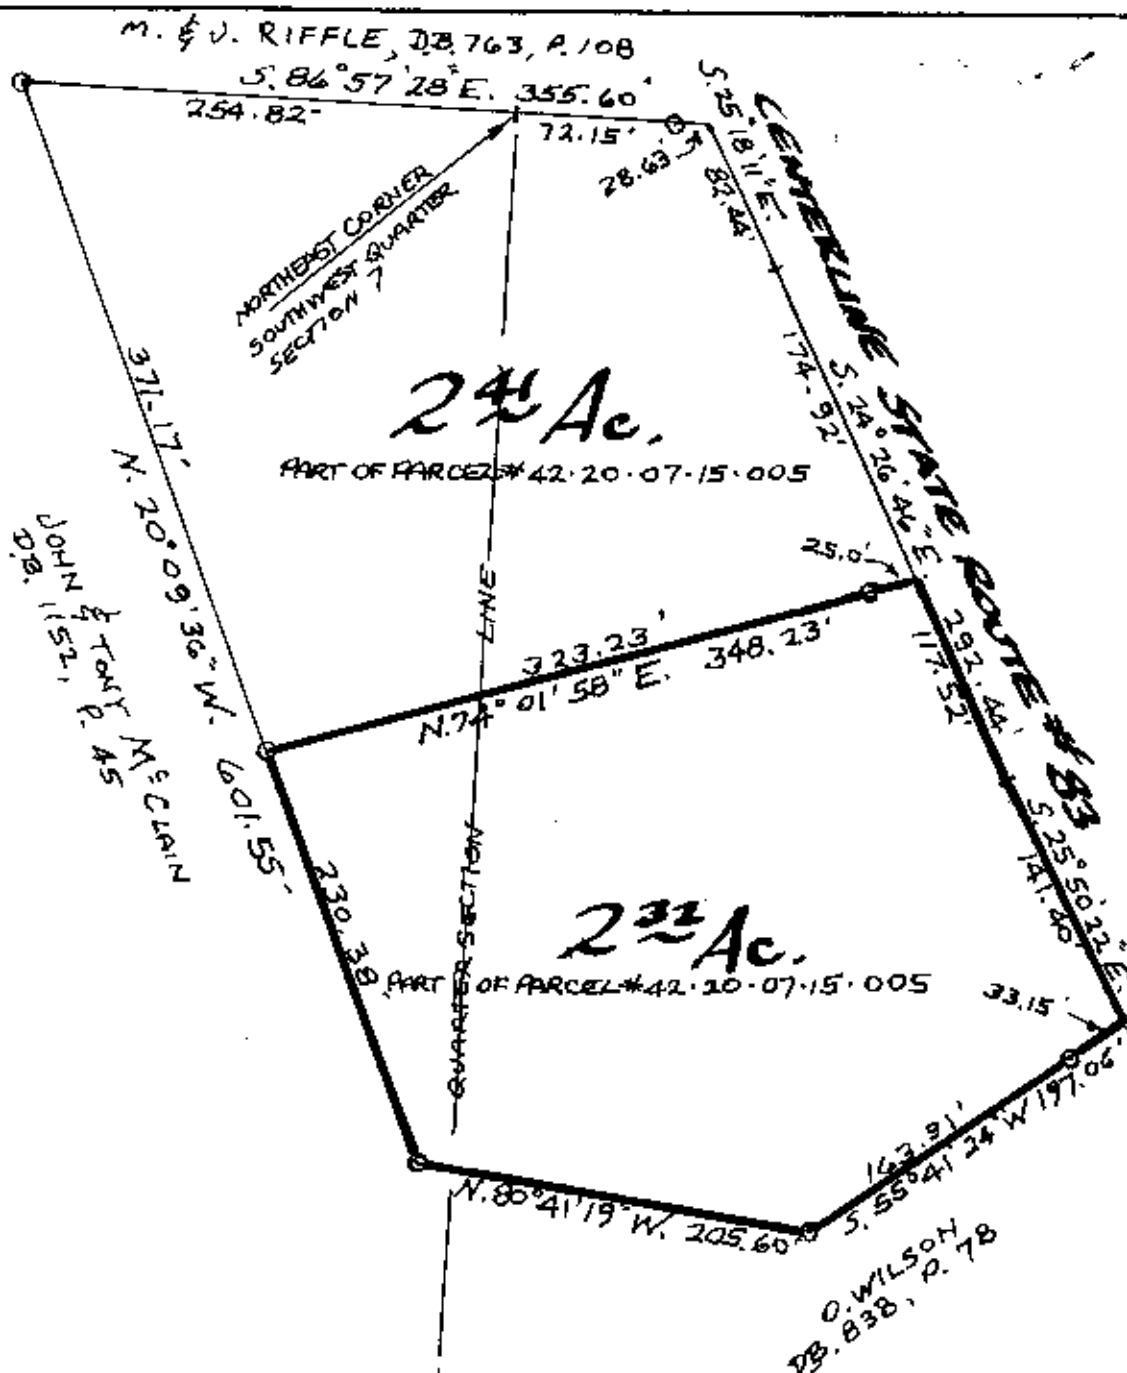 M. & J. RIFFLE, D.B. 763, P. 108
S. 86° 57' 28" E. 355.60'
254.82'
72.15'
28.63'
S. 25° 18' 11" E.
82.44'
CENTERLINE STATE ROUTE # 83
NORTHEAST CORNER
SOUTHWEST QUARTER
SECTION 7
174.92'
S. 24° 26' 46" E.
292.44'
371.17'
N. 20° 09' 36" W. 601.55'
2 41 Ac.
PART OF PARCEL # 42.20.07.15.005
JOHN & TONY McCLAIN
D.B. 1152, P. 45
25.0'
323.23'
N. 74° 01' 58" E. 348.23'
117.52'
QUARTER SECTION LINE
S. 25° 50' 22" E.
141.40'
230.38'
2 32 Ac.
PART OF PARCEL # 42.20.07.15.005
33.15'
163.91'
S. 55° 41' 24" W 197.06'
N. 80° 41' 19" W. 205.60'
O. WILSON
DB. 838, P. 78